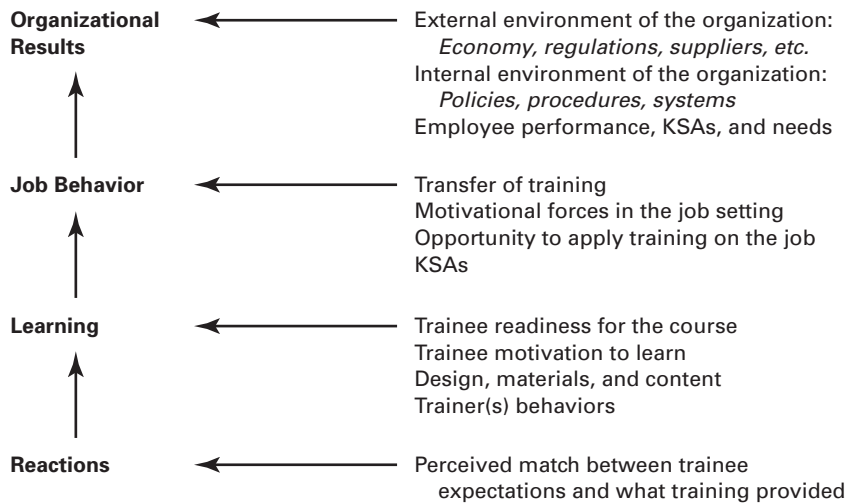 Organizational
Results
External environment of the organization:
Economy, regulations, suppliers, etc.
Internal environment of the organization:
Policies, procedures, systems
Employee performance, KSAs, and needs
Job Behavior
Transfer of training
Motivational forces in the job setting
Opportunity to apply training on the job
KSAs
Learning
Trainee readiness for the course
Trainee motivation to learn
Design, materials, and content
Trainer(s) behaviors
Reactions
Perceived match between trainee
expectations and what training provided